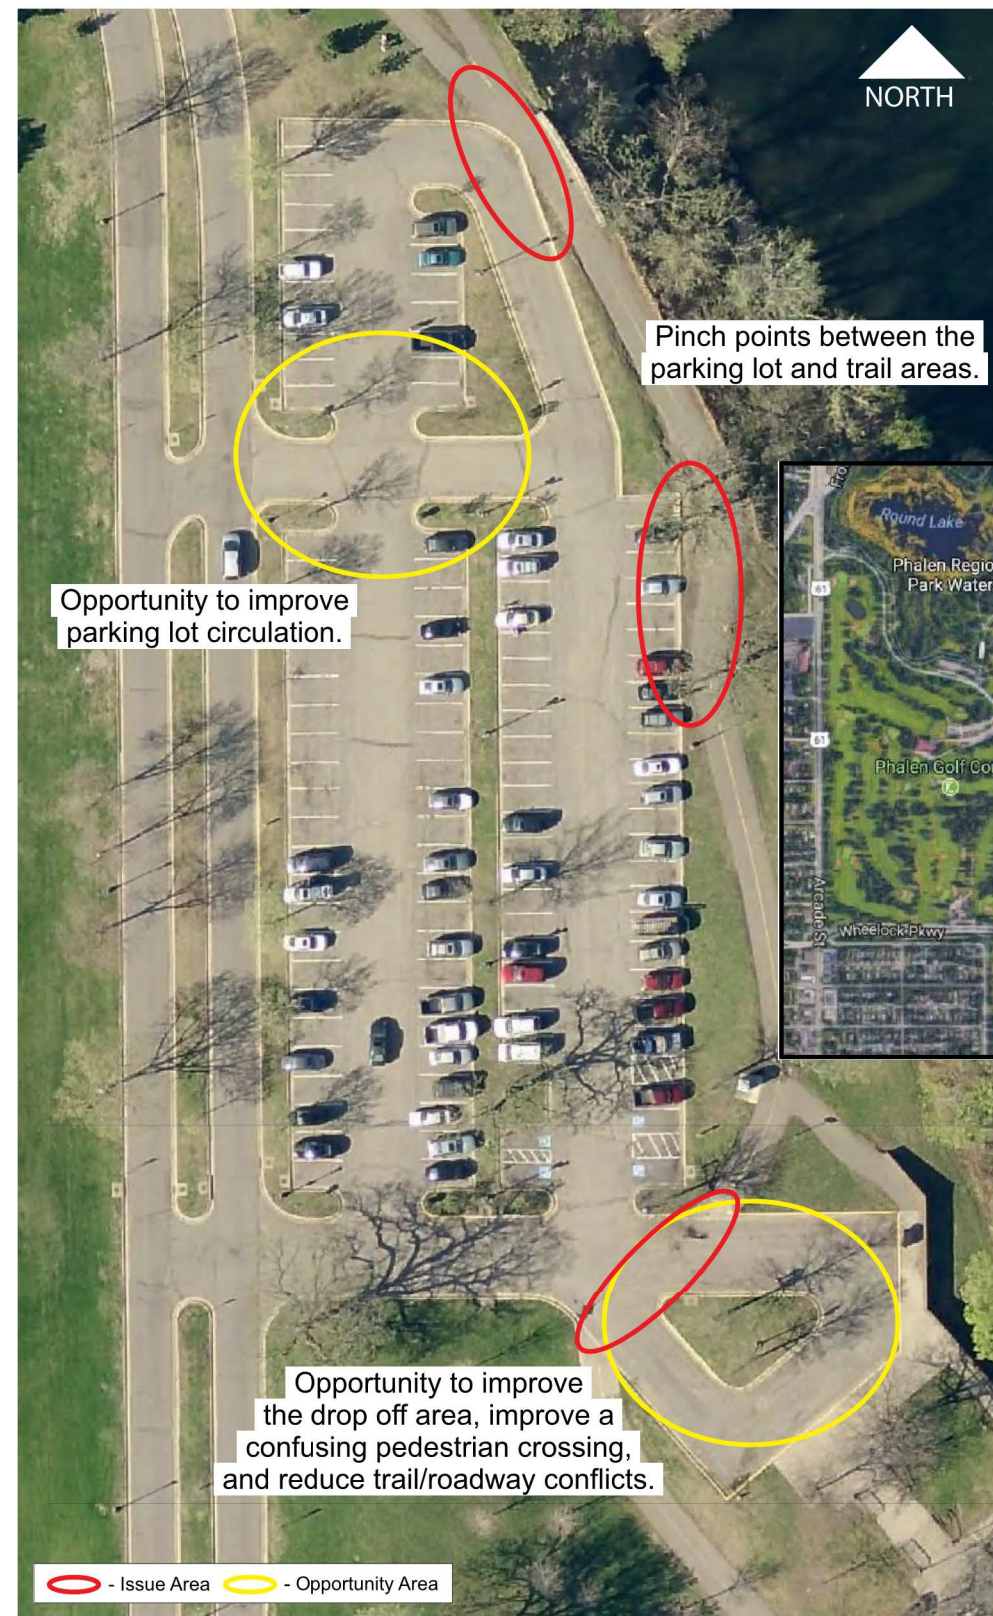 NORTH
Pinch points between the
parking lot and trail areas.
Round Lake
Phalen Regio
Park Water
61
Opportunity to improve
parking lot circulation.
61
Phalen Golf Co
Arcade St
Wheelock Pkwy
Opportunity to improve
the drop off area, improve a
confusing pedestrian crossing,
and reduce trail/roadway conflicts.
- Issue Area
- Opportunity Area